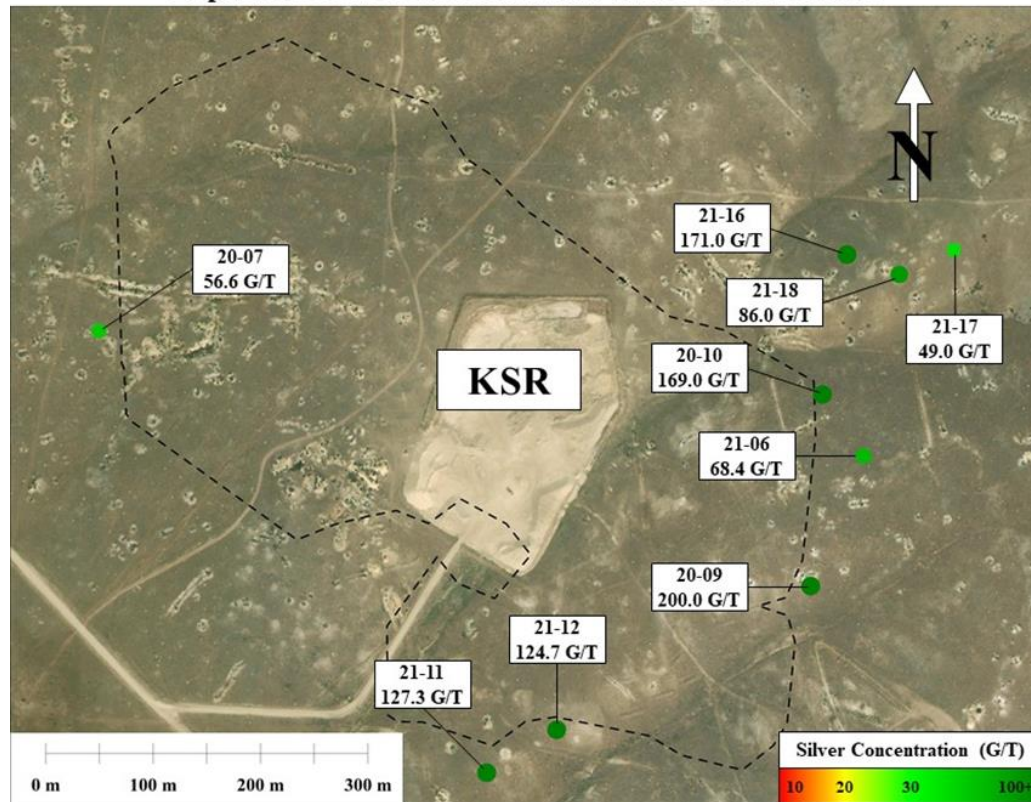 N
21-16
171.0 G/T
20-07
56.6 G/T
21-18
86.0 G/T
21-17
49.0 G/T
20-10
169.0 G/T
KSR
21-06
68.4 G/T
20-09
200.0 G/T
21-12
124.7 G/T
21-11
127.3 G/T
0 m 100 m 200 m 300 m
Silver Concentration (G/T)
10 20 30 100+